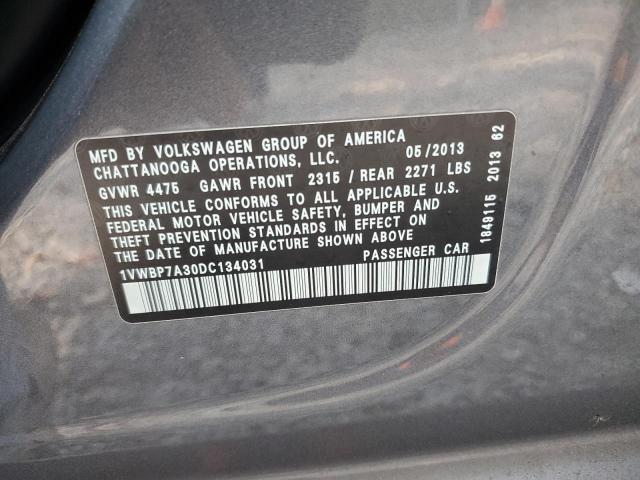 MFD BY VOLKSWAGEN GROUP OF AMERICA
CHATTANOOGA OPERATIONS, LLC. 05/2013
GVWR 4475 GAWR FRONT 2315 / REAR 2271 LBS
THIS VEHICLE CONFORMS TO ALL APPLICABLE U.S.
FEDERAL MOTOR VEHICLE SAFETY, BUMPER AND
THEFT PREVENTION STANDARDS IN EFFECT ON
THE DATE OF MANUFACTURE SHOWN ABOVE.
1VWBP7A30DC134031 PASSENGER CAR
1849116 2013 62